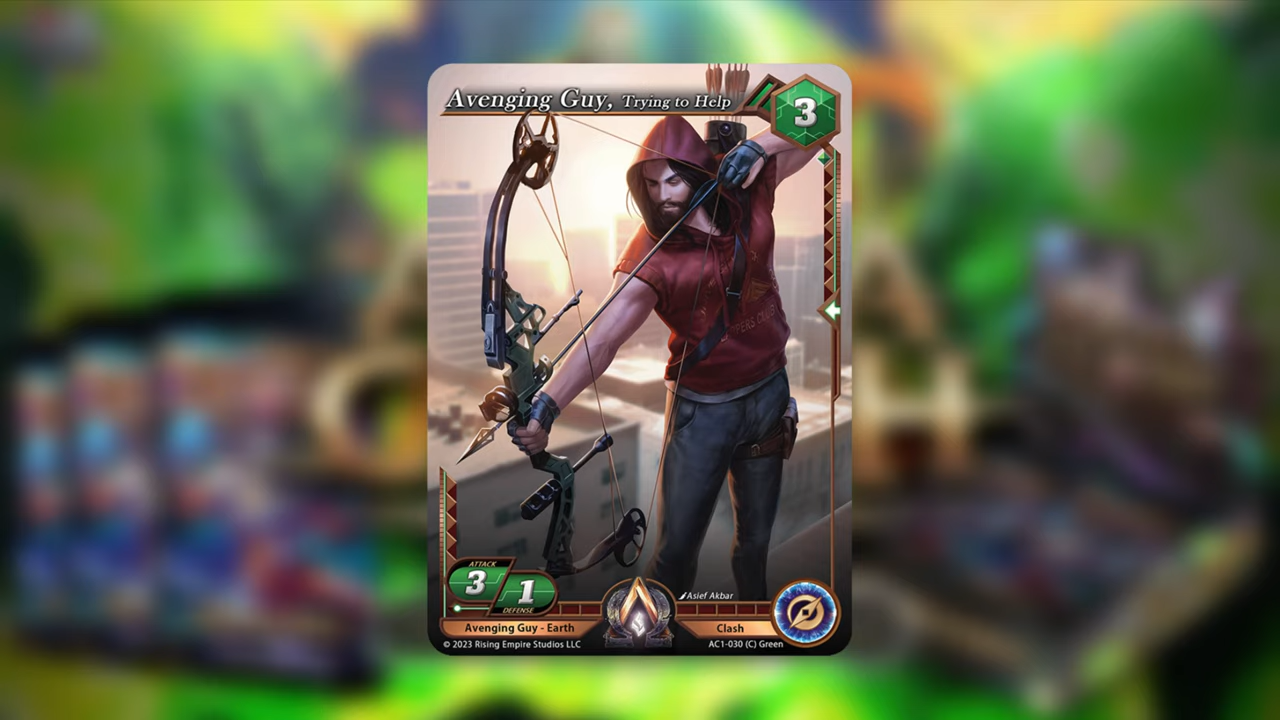 Avenging Guy, Trying to Help
3
ATTACK
3
1
DEFENSE
Asief Akbar
Avenging Guy - Earth
Clash
© 2023 Rising Empire Studios LLC
AC1-030 (C) Green